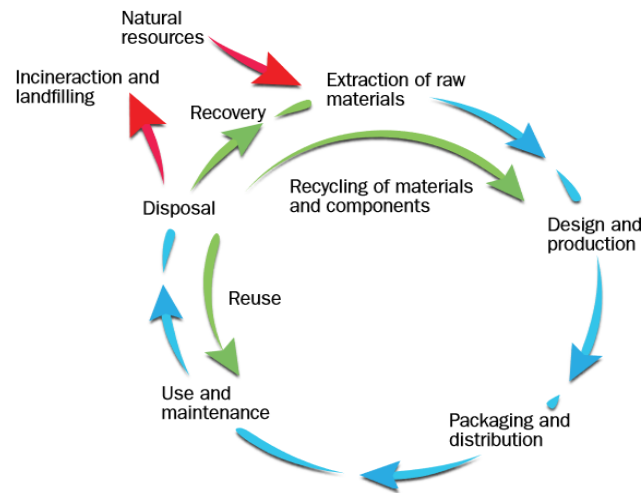 Natural
resources
Incineraction and
landfilling
Extraction of raw
materials
Recovery
Recycling of materials
and components
Disposal
Design and
production
Reuse
Use and
maintenance
Packaging and
distribution